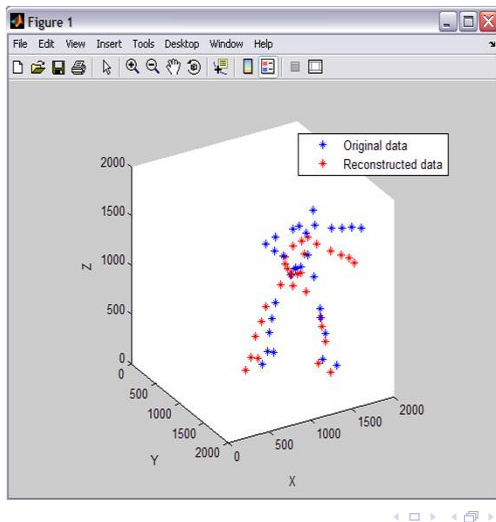 Figure 1
File Edit View Insert Tools Desktop Window Help
Original data
Reconstructed data
2000
1500
1000
500
0
Z
0
500
1000
1500
2000
Y
0
500
1000
1500
2000
X